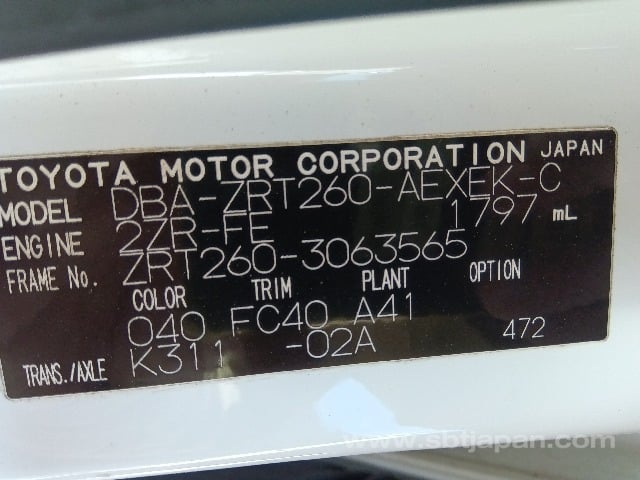 TOYOTA MOTOR CORPORATION JAPAN
MODEL DBA-ZRT260-AEXEK-C
ENGINE 2ZR-FE 1797 mL
FRAME No. ZRT260-3063565
COLOR TRIM PLANT OPTION
040 FC40 A41
TRANS./AXLE K311 -02A 472
www.sbtjapan.com